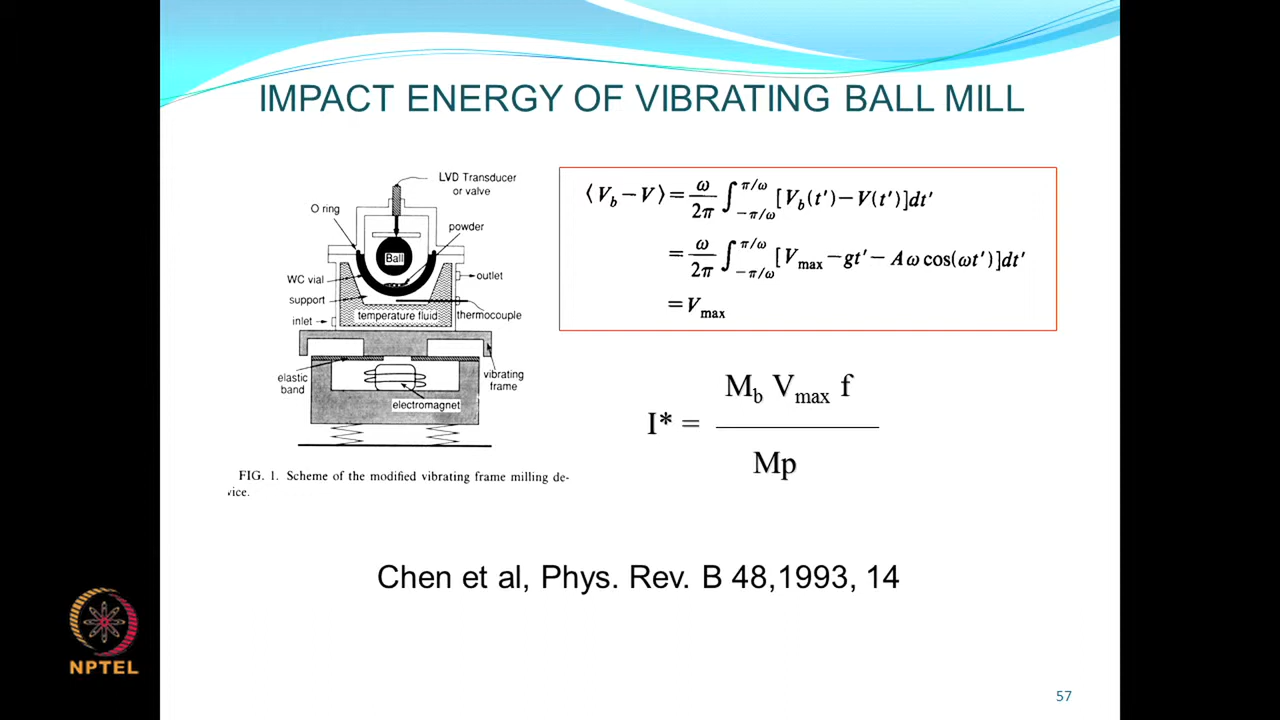 IMPACT ENERGY OF VIBRATING BALL MILL
LVD Transducer
or valve
O ring
powder
Ball
WC vial
outlet
support
temperature fluid
thermocouple
inlet
elastic
band
vibrating
frame
electromagnet
FIG. 1. Scheme of the modified vibrating frame milling de-
vice.
⟨V_b − V⟩ = ω/2π ∫_{−π/ω}^{π/ω} [V_b(t′) − V(t′)]dt′
= ω/2π ∫_{−π/ω}^{π/ω} [V_max − gt′ − Aω cos(ωt′)]dt′
= V_max
I* = M_b V_max f / Mp
Chen et al, Phys. Rev. B 48,1993, 14
NPTEL
57